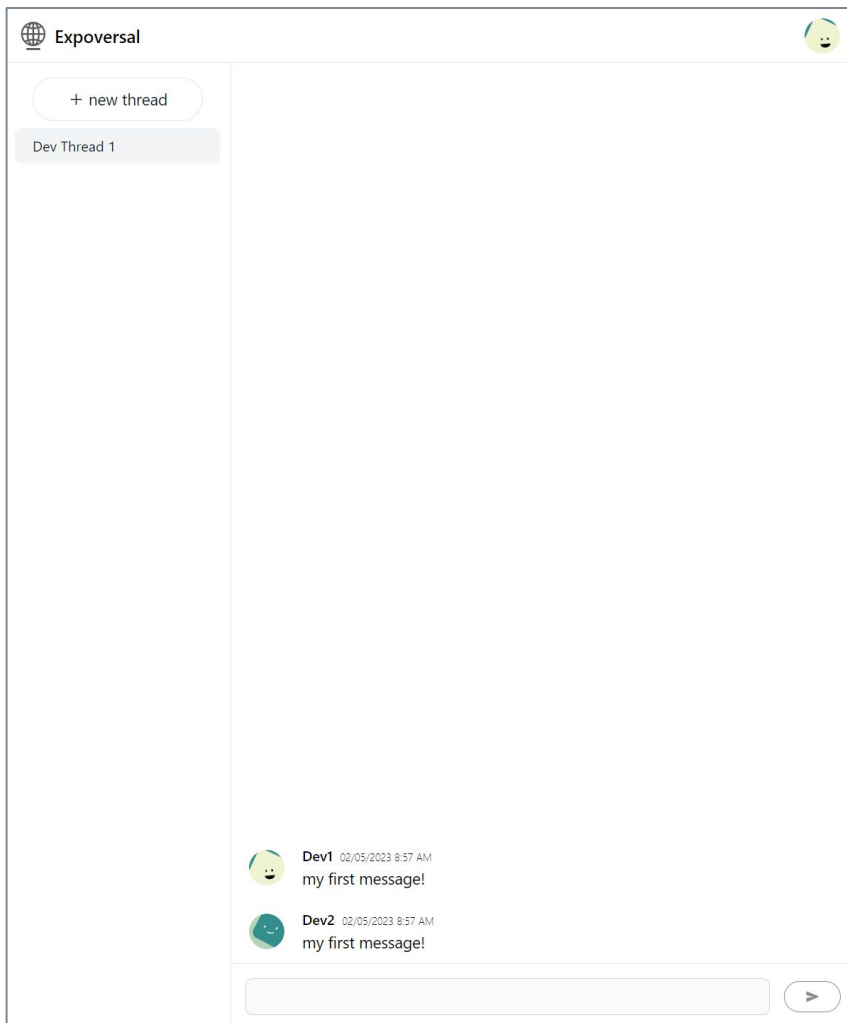 Expoversal
+ new thread
Dev Thread 1
Dev1 02/05/2023 8:57 AM
my first message!
Dev2 02/05/2023 8:57 AM
my first message!